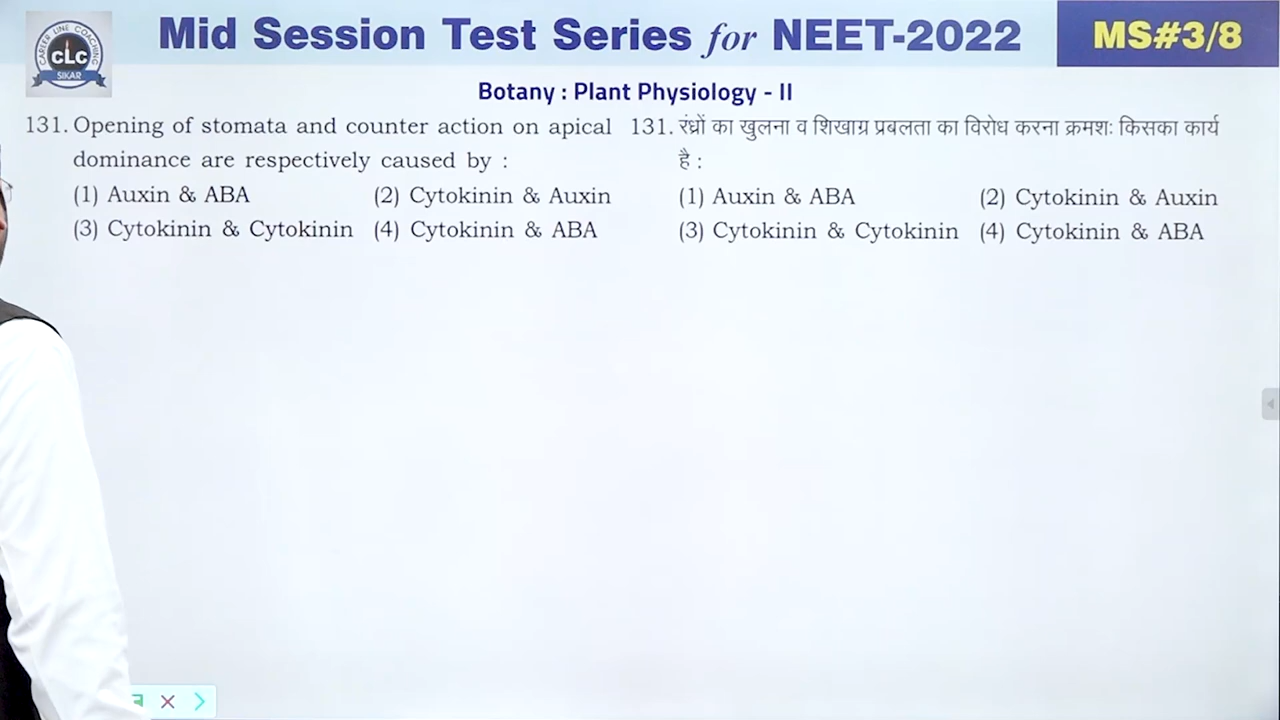 CAREER LINE COACHING
CLC
SIKAR
Mid Session Test Series for NEET-2022
MS#3/8
Botany : Plant Physiology - II
131. Opening of stomata and counter action on apical
dominance are respectively caused by :
(1) Auxin & ABA (2) Cytokinin & Auxin
(3) Cytokinin & Cytokinin (4) Cytokinin & ABA
131. रंध्रों का खुलना व शिखाग्र प्रबलता का विरोध करना क्रमशः किसका कार्य
है :
(1) Auxin & ABA (2) Cytokinin & Auxin
(3) Cytokinin & Cytokinin (4) Cytokinin & ABA